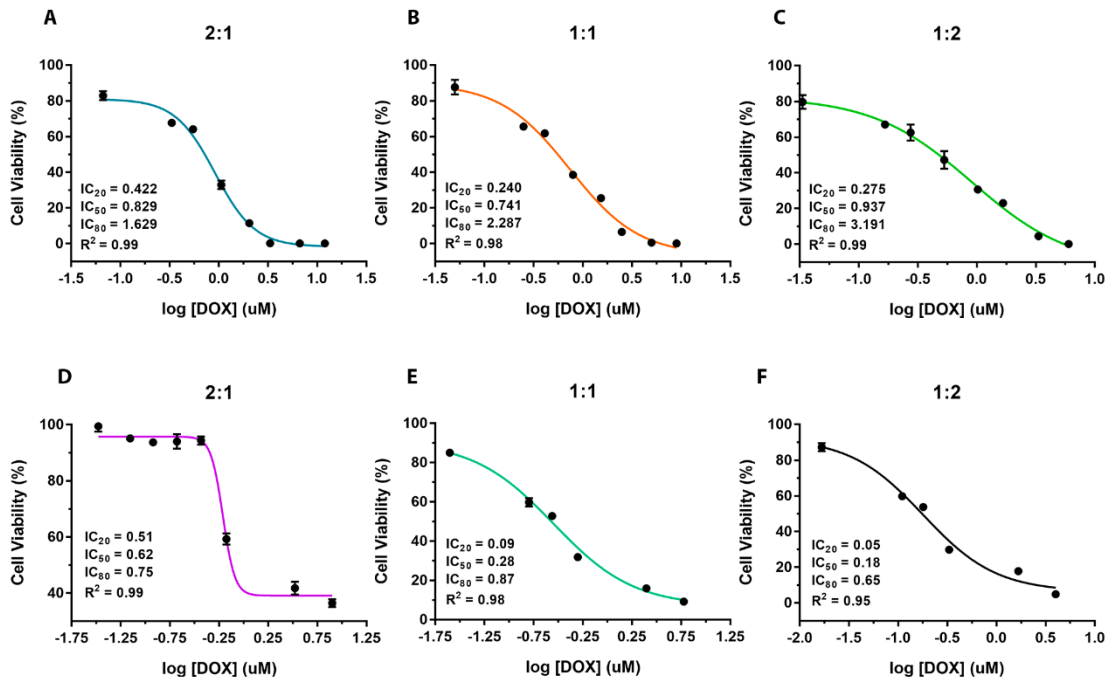 A
2:1
Cell Viability (%)
100
80
60
40
20
0
IC20 = 0.422
IC50 = 0.829
IC80 = 1.629
R2 = 0.99
-1.5 -1.0 -0.5 0.0 0.5 1.0 1.5
log [DOX] (uM)
B
1:1
Cell Viability (%)
100
80
60
40
20
0
IC20 = 0.240
IC50 = 0.741
IC80 = 2.287
R2 = 0.98
-1.5 -1.0 -0.5 0.0 0.5 1.0
log [DOX] (uM)
C
1:2
Cell Viability (%)
100
80
60
40
20
0
IC20 = 0.275
IC50 = 0.937
IC80 = 3.191
R2 = 0.99
-1.5 -1.0 -0.5 0.0 0.5 1.0
log [DOX] (uM)
D
2:1
Cell Viability (%)
100
80
60
40
IC20 = 0.51
IC50 = 0.62
IC80 = 0.75
R2 = 0.99
-1.75 -1.25 -0.75 -0.25 0.25 0.75 1.25
log [DOX] (uM)
E
1:1
Cell Viability (%)
100
80
60
40
20
0
IC20 = 0.09
IC50 = 0.28
IC80 = 0.87
R2 = 0.98
-1.75 -1.25 -0.75 -0.25 0.25 0.75
log [DOX] (uM)
F
1:2
Cell Viability (%)
100
80
60
40
20
0
IC20 = 0.05
IC50 = 0.18
IC80 = 0.65
R2 = 0.95
-2.0 -1.5 -1.0 -0.5 0.0 0.5 1.0
log [DOX] (uM)